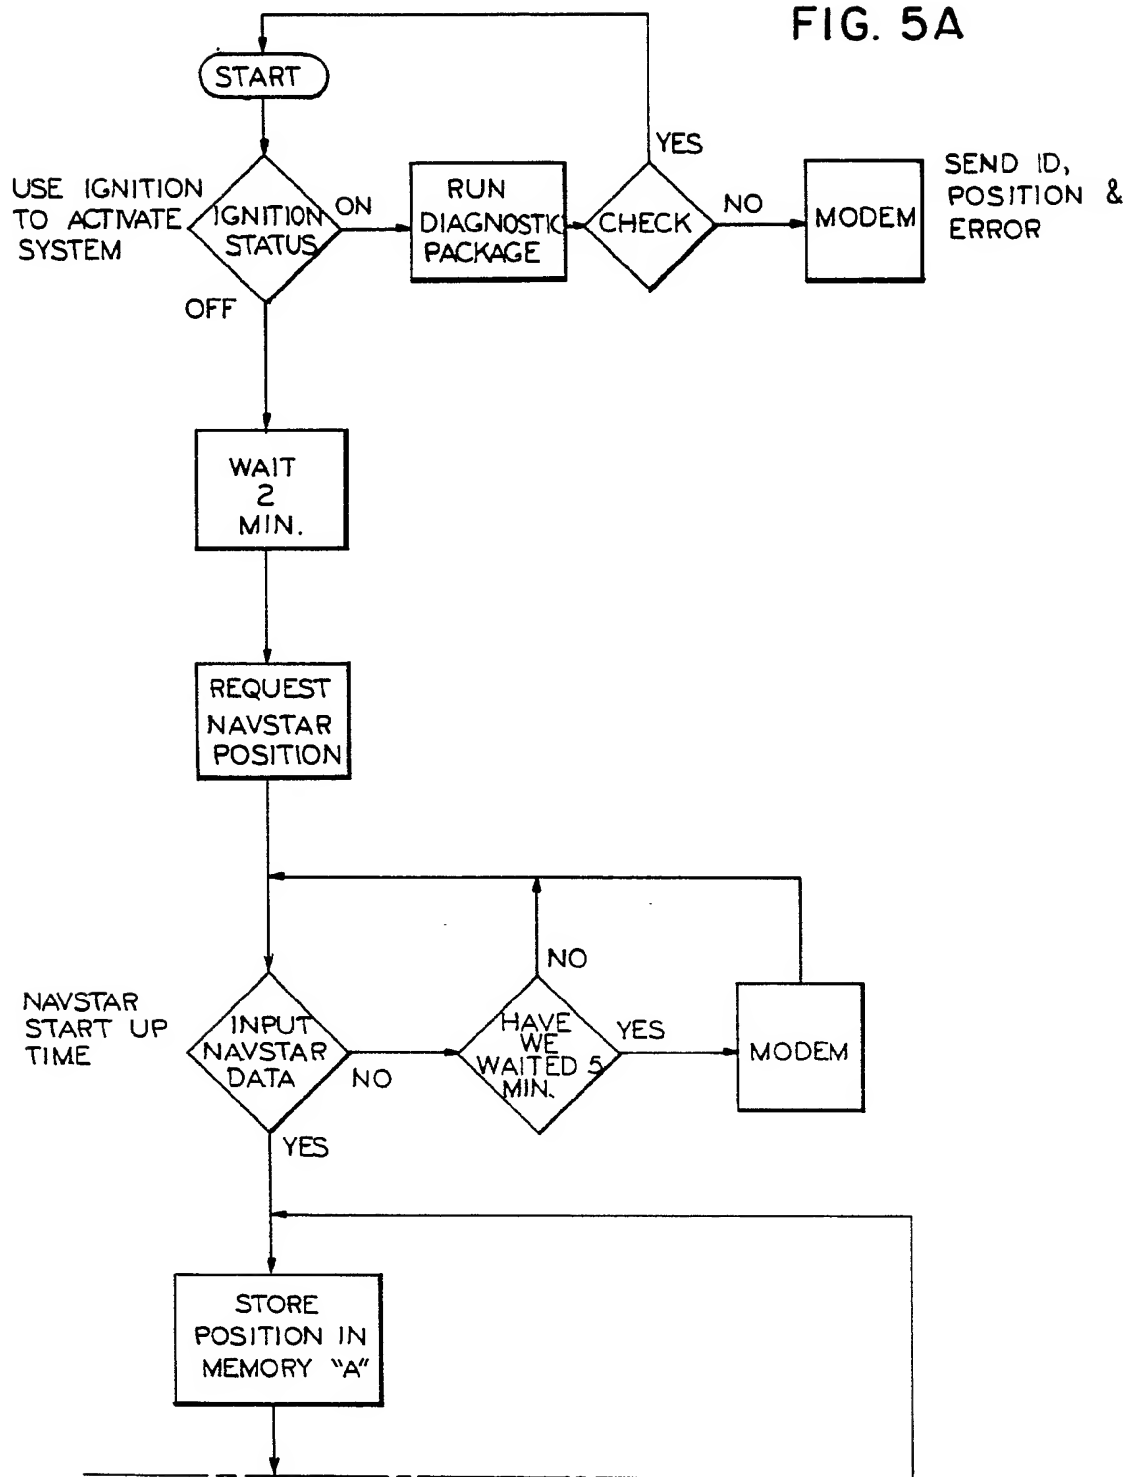 FIG. 5A
START
YES
USE IGNITION
TO ACTIVATE
SYSTEM
IGNITION
STATUS
ON
RUN
DIAGNOSTIC
PACKAGE
CHECK
NO
MODEM
SEND ID,
POSITION &
ERROR
OFF
WAIT
2
MIN.
REQUEST
NAVSTAR
POSITION
NO
NAVSTAR
START UP
TIME
INPUT
NAVSTAR
DATA
NO
HAVE
WE
WAITED 5
MIN.
YES
MODEM
YES
STORE
POSITION IN
MEMORY "A"